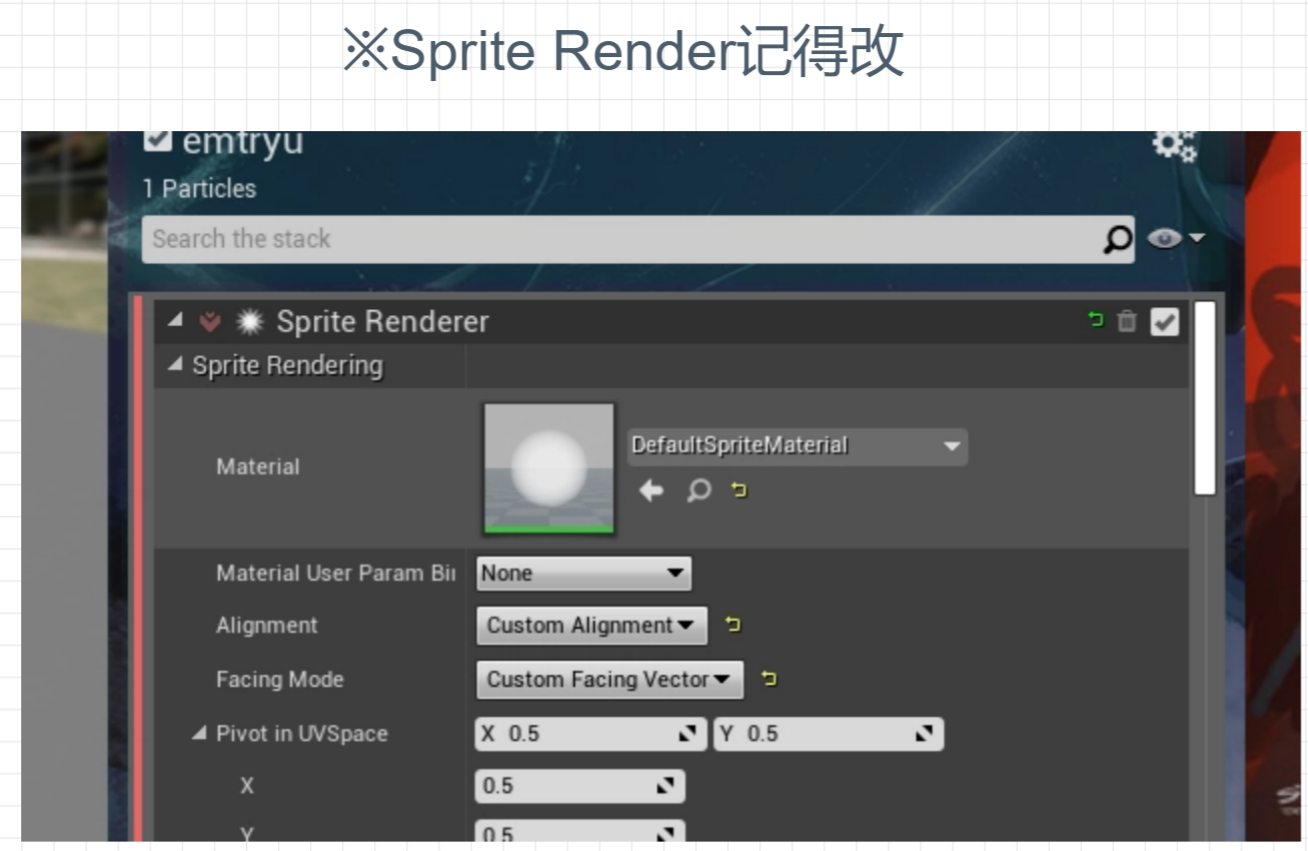 ※Sprite Render记得改
emtryu
1 Particles
Search the stack
Sprite Renderer
Sprite Rendering
Material
DefaultSpriteMaterial
Material User Param Bin
None
Alignment
Custom Alignment
Facing Mode
Custom Facing Vector
Pivot in UVSpace
X 0.5
Y 0.5
X
0.5
Y
0.5